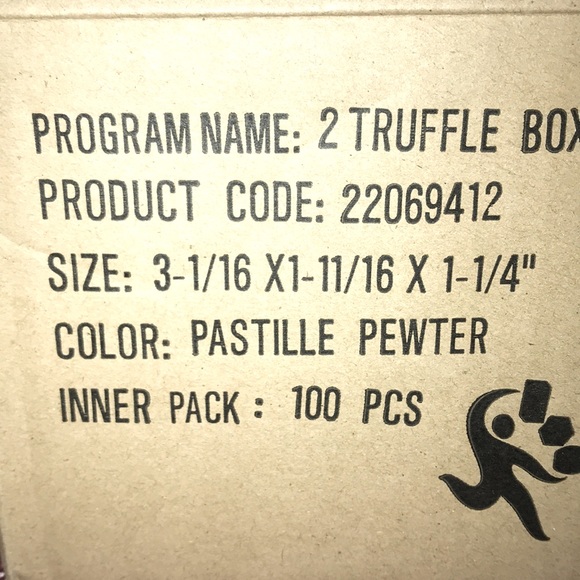 PROGRAM NAME: 2 TRUFFLE BOX
PRODUCT CODE: 22069412
SIZE: 3-1/16 X1-11/16 X 1-1/4"
COLOR: PASTILLE PEWTER
INNER PACK : 100 PCS